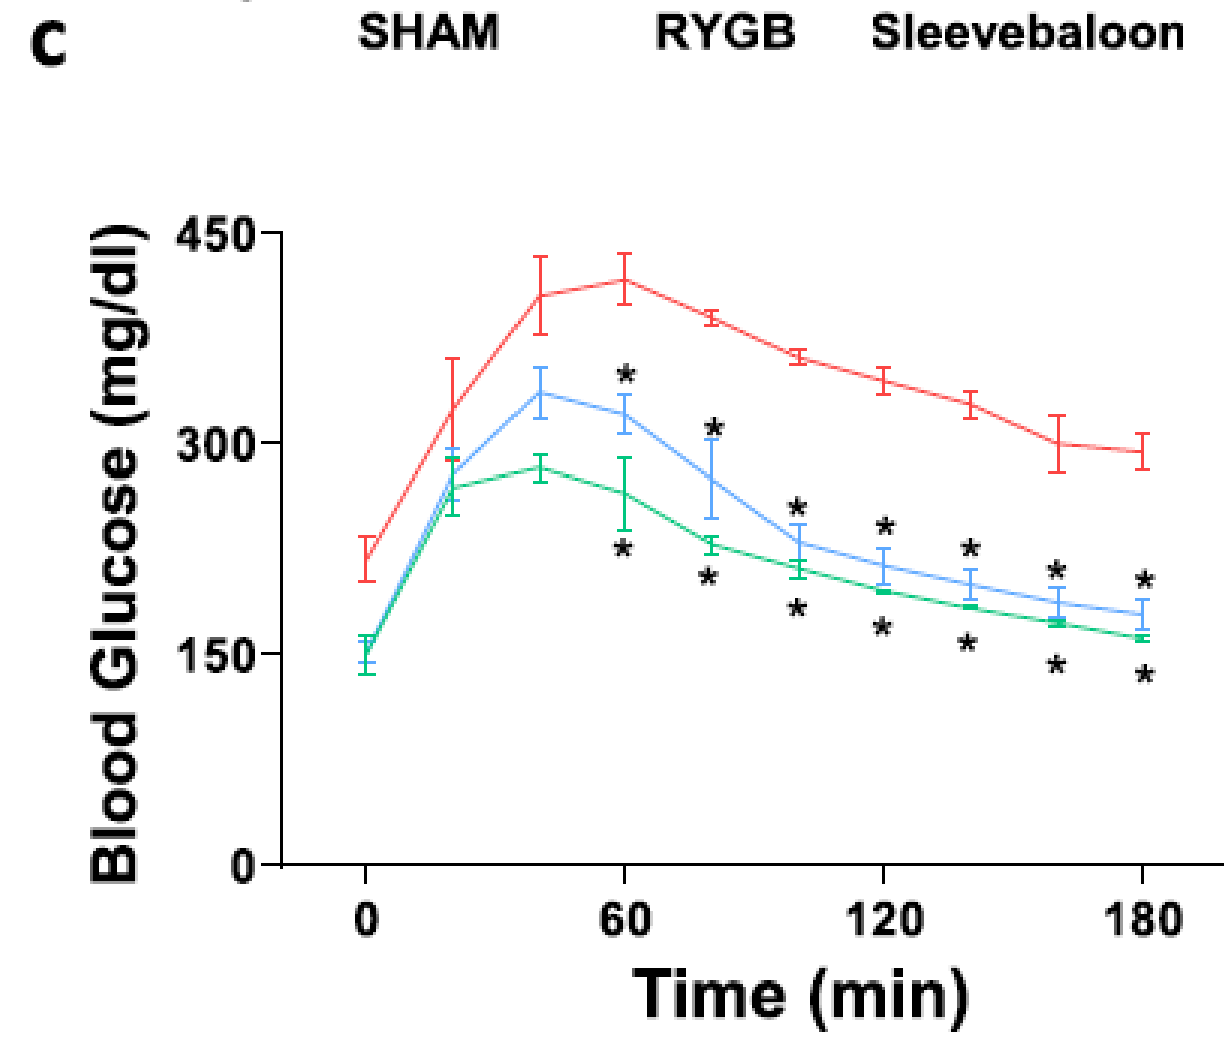 C
SHAM RYGB Sleevebaloon
Blood Glucose (mg/dl)
450
300
150
0
* * * * * * *
* * * * * * *
0 60 120 180
Time (min)